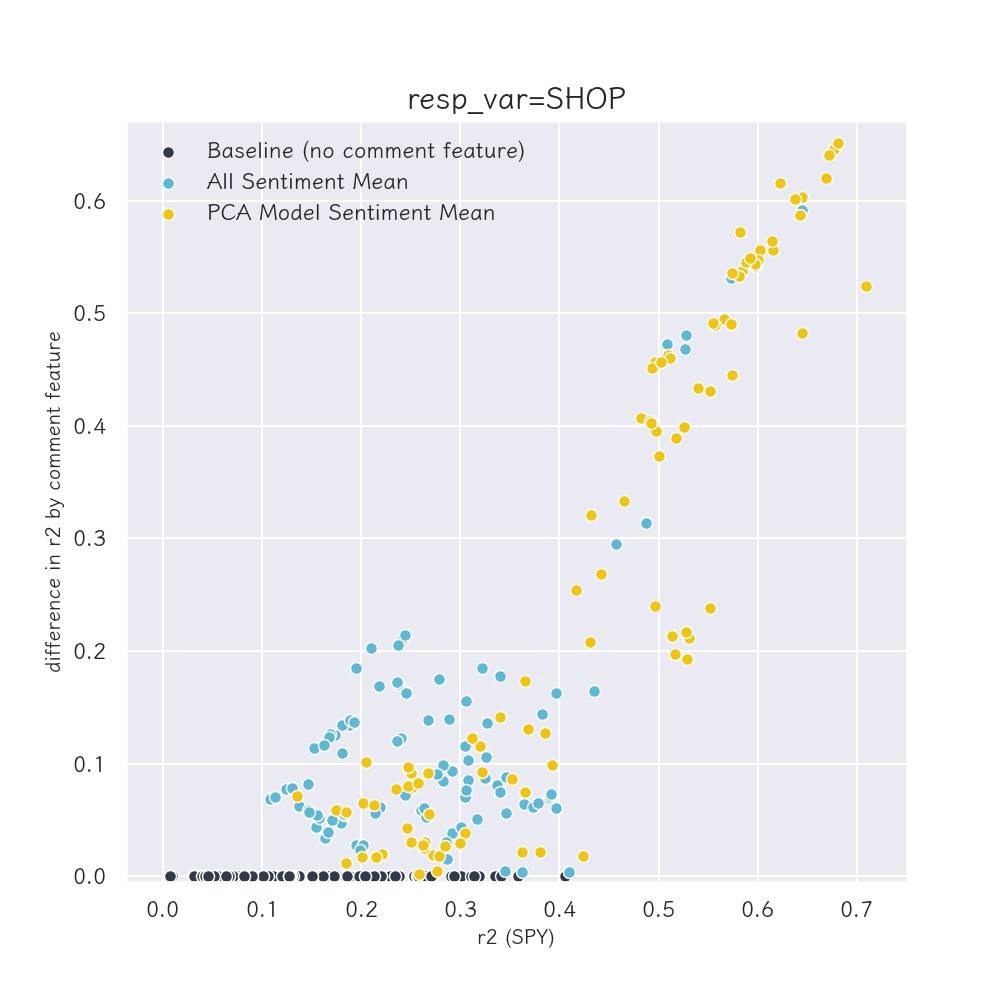 resp_var=SHOP
Baseline (no comment feature)
All Sentiment Mean
PCA Model Sentiment Mean
difference in r2 by comment feature
0.6
0.5
0.4
0.3
0.2
0.1
0.0
0.0 0.1 0.2 0.3 0.4 0.5 0.6 0.7
r2 (SPY)